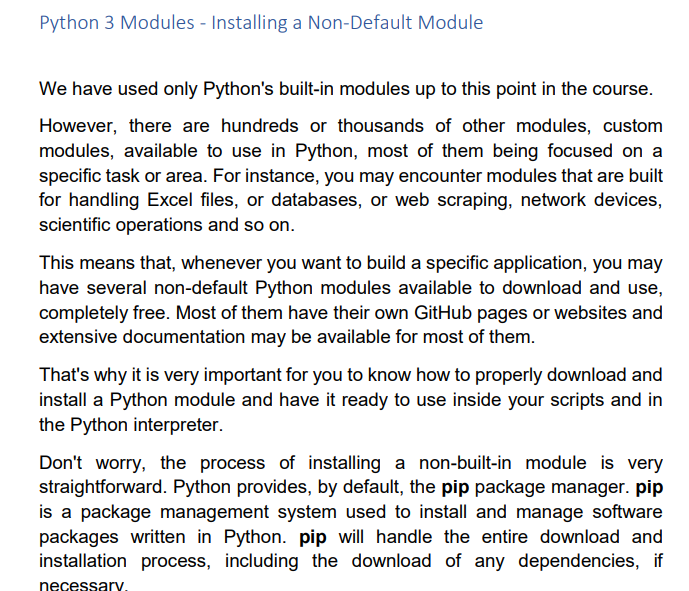 Python 3 Modules - Installing a Non-Default Module
We have used only Python's built-in modules up to this point in the course.
However, there are hundreds or thousands of other modules, custom
modules, available to use in Python, most of them being focused on a
specific task or area. For instance, you may encounter modules that are built
for handling Excel files, or databases, or web scraping, network devices,
scientific operations and so on.
This means that, whenever you want to build a specific application, you may
have several non-default Python modules available to download and use,
completely free. Most of them have their own GitHub pages or websites and
extensive documentation may be available for most of them.
That's why it is very important for you to know how to properly download and
install a Python module and have it ready to use inside your scripts and in
the Python interpreter.
Don't worry, the process of installing a non-built-in module is very
straightforward. Python provides, by default, the pip package manager. pip
is a package management system used to install and manage software
packages written in Python. pip will handle the entire download and
installation process, including the download of any dependencies, if
necessary.